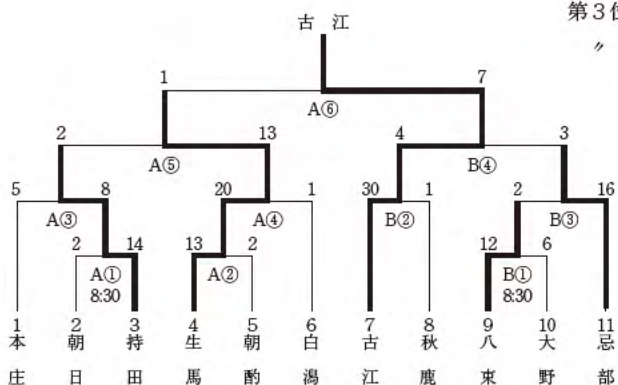 古江
第3位
〃
1 7
A⑥
2 13 4 3
A⑤ B④
5 8 20 1 30 1 2 16
A③ A④ B② B③
2 14 13 2 12 6
A① A② B①
8:30 8:30
1 2 3 4 5 6 7 8 9 10 11
本庄 朝日 持田 生馬 朝酌 白潟 古江 秋鹿 八束 大野 忌部